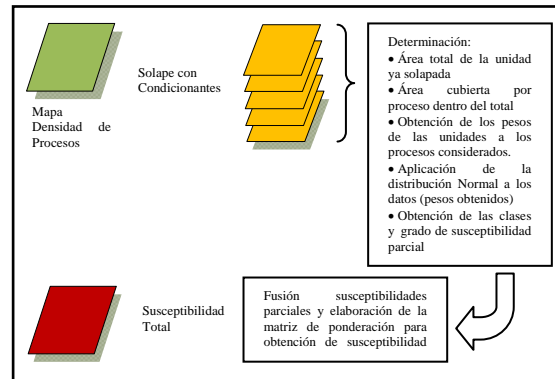 Mapa
Densidad de
Procesos
Solape con
Condicionantes
Determinación:
• Área total de la unidad
ya solapada
• Área cubierta por
proceso dentro del total
• Obtención de los pesos
de las unidades a los
procesos considerados.
• Aplicación de la
distribución Normal a los
datos (pesos obtenidos)
• Obtención de las clases
y grado de susceptibilidad
parcial
Susceptibilidad
Total
Fusión susceptibilidades
parciales y elaboración de la
matriz de ponderación para
obtención de susceptibilidad